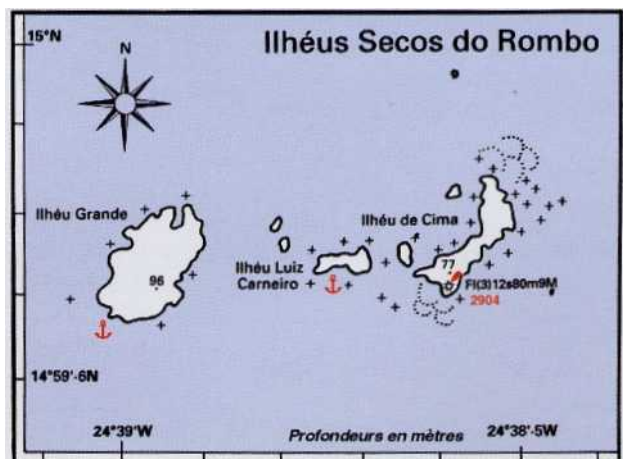 15°N
Ilhéus Secos do Rombo
N
Ilhéu Grande
Ilhéu de Cima
Ilhéu Luiz
Carneiro
96
77
Fl(3)12s80m9M
2904
14°59'·6N
24°39'W
Profondeurs en mètres
24°38'·5W